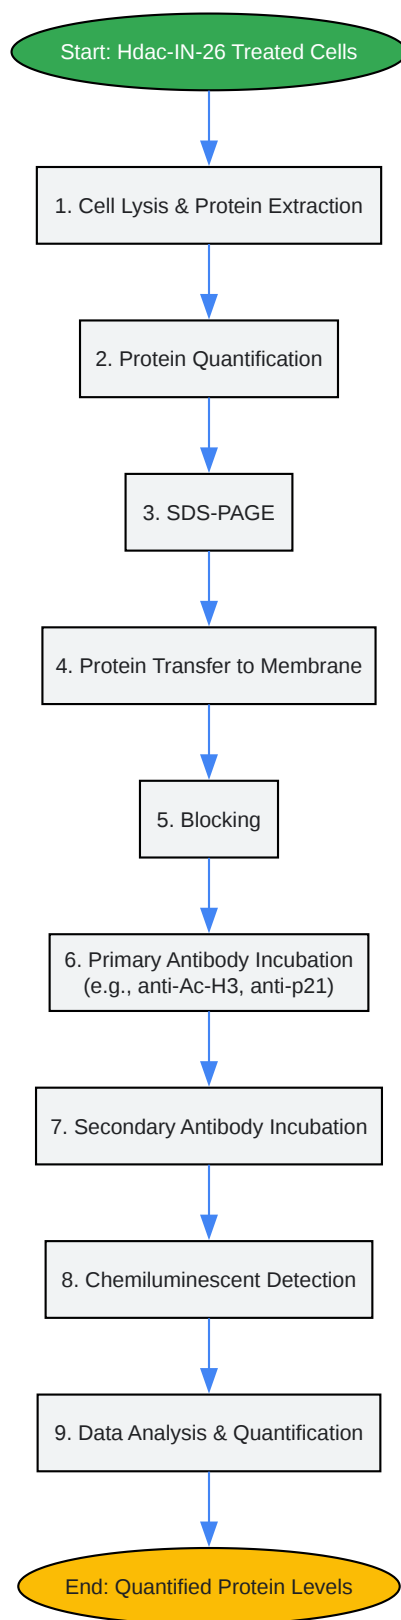 Start: Hdac-IN-26 Treated Cells
1. Cell Lysis & Protein Extraction
2. Protein Quantification
3. SDS-PAGE
4. Protein Transfer to Membrane
5. Blocking
6. Primary Antibody Incubation
(e.g., anti-Ac-H3, anti-p21)
7. Secondary Antibody Incubation
8. Chemiluminescent Detection
9. Data Analysis & Quantification
End: Quantified Protein Levels